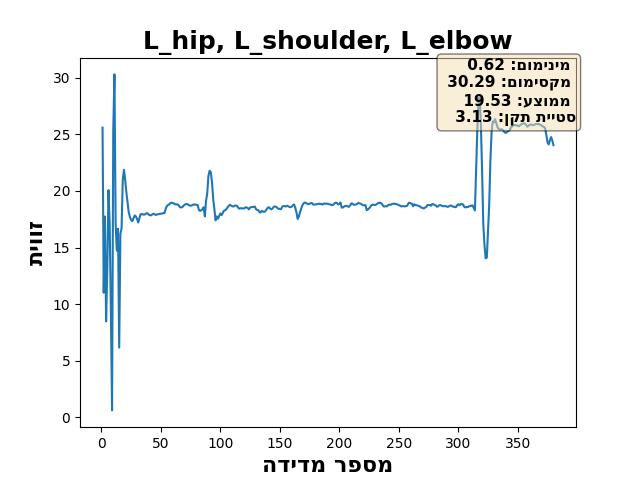 L_hip, L_shoulder, L_elbow
מינימום: 0.62
מקסימום: 30.29
ממוצע: 19.53
סטיית תקן: 3.13
זווית
30
25
20
15
10
5
0
0 50 100 150 200 250 300 350
מספר מדידה